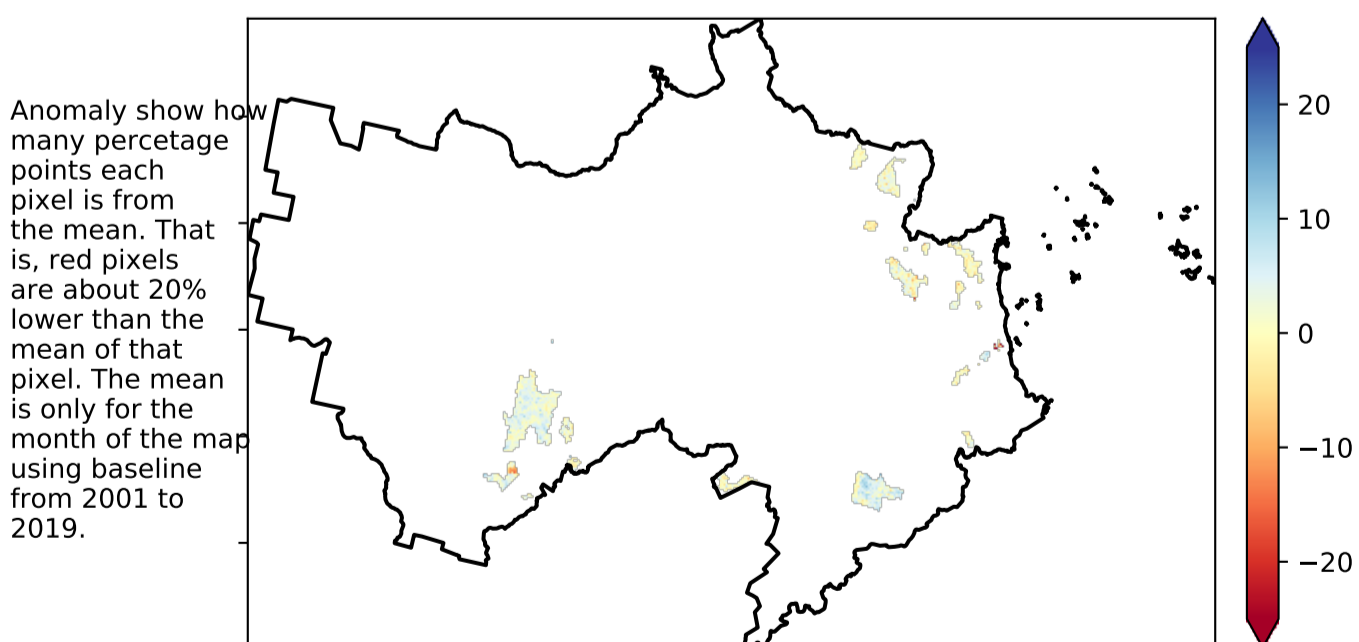 Anomaly show how
many percetage
points each
pixel is from
the mean. That
is, red pixels
are about 20%
lower than the
mean of that
pixel. The mean
is only for the
month of the map
using baseline
from 2001 to
2019.
20
10
0
−10
−20